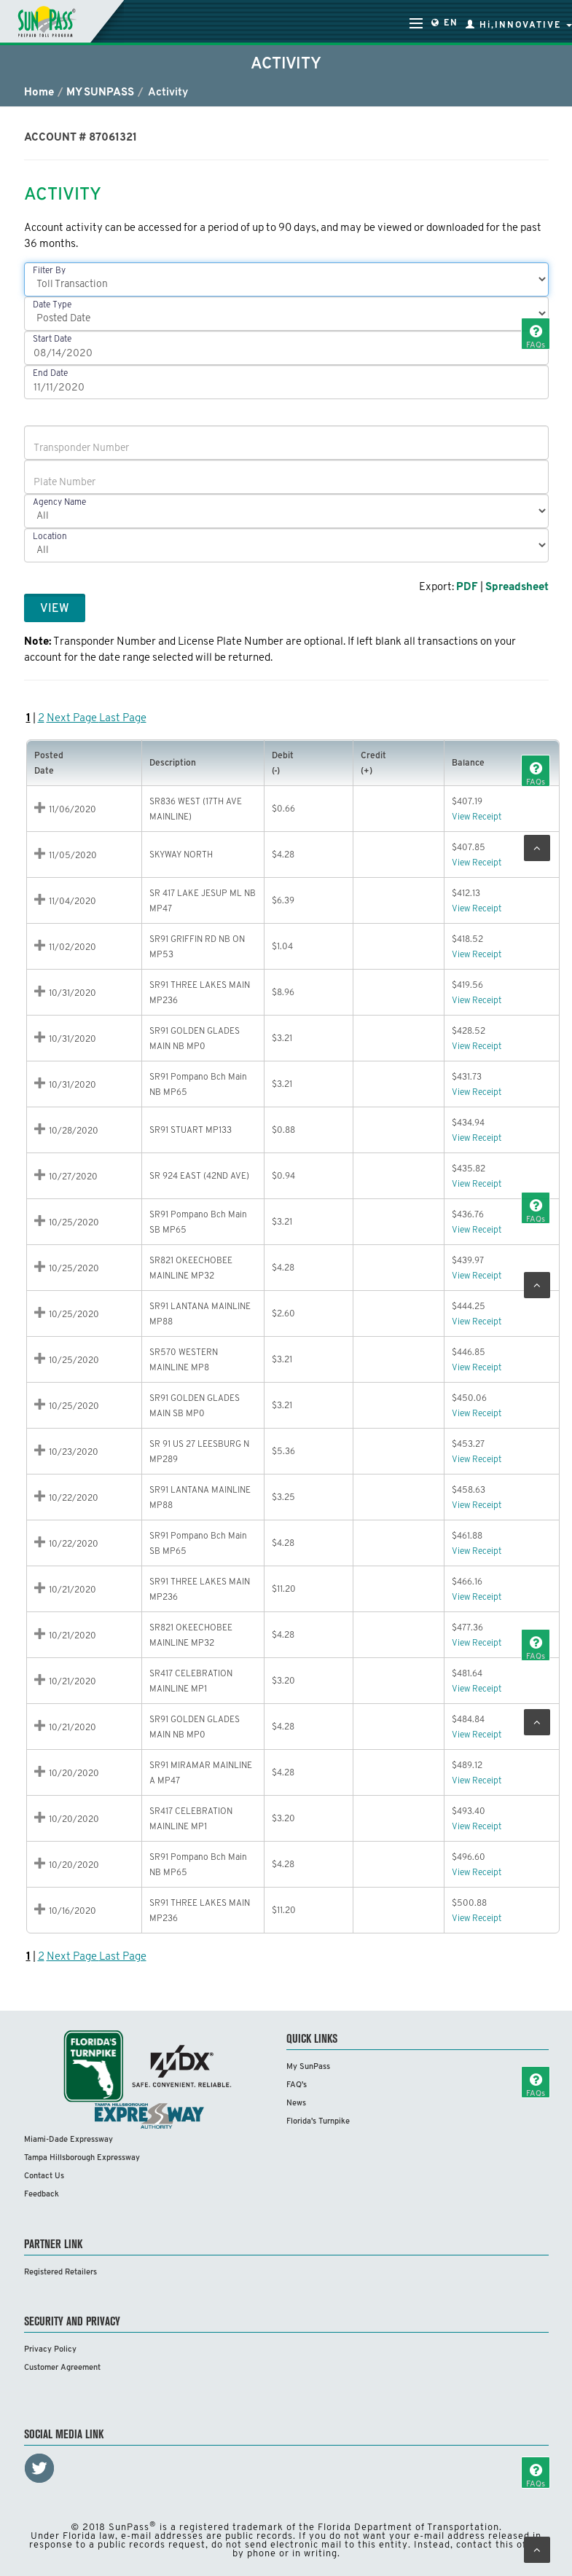 SUNPASS®
PREPAID TOLL PROGRAM
EN
Hi,INNOVATIVE
ACTIVITY
Home / MY SUNPASS / Activity
ACCOUNT # 87061321
ACTIVITY
Account activity can be accessed for a period of up to 90 days, and may be viewed or downloaded for the past
36 months.
Filter By
Toll Transaction
Date Type
Posted Date
Start Date
08/14/2020
FAQs
End Date
11/11/2020
Transponder Number
Plate Number
Agency Name
All
Location
All
Export: PDF | Spreadsheet
VIEW
Note: Transponder Number and License Plate Number are optional. If left blank all transactions on your
account for the date range selected will be returned.
1 | 2 Next Page Last Page
Posted Date
Description
Debit (-)
Credit (+)
Balance
FAQs
11/06/2020 SR836 WEST (17TH AVE MAINLINE) $0.66 $407.19 View Receipt
11/05/2020 SKYWAY NORTH $4.28 $407.85 View Receipt
11/04/2020 SR 417 LAKE JESUP ML NB MP47 $6.39 $412.13 View Receipt
11/02/2020 SR91 GRIFFIN RD NB ON MP53 $1.04 $418.52 View Receipt
10/31/2020 SR91 THREE LAKES MAIN MP236 $8.96 $419.56 View Receipt
10/31/2020 SR91 GOLDEN GLADES MAIN NB MP0 $3.21 $428.52 View Receipt
10/31/2020 SR91 Pompano Bch Main NB MP65 $3.21 $431.73 View Receipt
10/28/2020 SR91 STUART MP133 $0.88 $434.94 View Receipt
10/27/2020 SR 924 EAST (42ND AVE) $0.94 $435.82 View Receipt
10/25/2020 SR91 Pompano Bch Main SB MP65 $3.21 $436.76 View Receipt
FAQs
10/25/2020 SR821 OKEECHOBEE MAINLINE MP32 $4.28 $439.97 View Receipt
10/25/2020 SR91 LANTANA MAINLINE MP88 $2.60 $444.25 View Receipt
10/25/2020 SR570 WESTERN MAINLINE MP8 $3.21 $446.85 View Receipt
10/25/2020 SR91 GOLDEN GLADES MAIN SB MP0 $3.21 $450.06 View Receipt
10/23/2020 SR 91 US 27 LEESBURG N MP289 $5.36 $453.27 View Receipt
10/22/2020 SR91 LANTANA MAINLINE MP88 $3.25 $458.63 View Receipt
10/22/2020 SR91 Pompano Bch Main SB MP65 $4.28 $461.88 View Receipt
10/21/2020 SR91 THREE LAKES MAIN MP236 $11.20 $466.16 View Receipt
10/21/2020 SR821 OKEECHOBEE MAINLINE MP32 $4.28 $477.36 View Receipt
FAQs
10/21/2020 SR417 CELEBRATION MAINLINE MP1 $3.20 $481.64 View Receipt
10/21/2020 SR91 GOLDEN GLADES MAIN NB MP0 $4.28 $484.84 View Receipt
10/20/2020 SR91 MIRAMAR MAINLINE A MP47 $4.28 $489.12 View Receipt
10/20/2020 SR417 CELEBRATION MAINLINE MP1 $3.20 $493.40 View Receipt
10/20/2020 SR91 Pompano Bch Main NB MP65 $4.28 $496.60 View Receipt
10/16/2020 SR91 THREE LAKES MAIN MP236 $11.20 $500.88 View Receipt
1 | 2 Next Page Last Page
FLORIDA'S
TURNPIKE
MDX
SAFE. CONVENIENT. RELIABLE.
TAMPA HILLSBOROUGH
EXPRESSWAY
AUTHORITY
QUICK LINKS
My SunPass
FAQ's
News
Florida's Turnpike
FAQs
Miami-Dade Expressway
Tampa Hillsborough Expressway
Contact Us
Feedback
PARTNER LINK
Registered Retailers
SECURITY AND PRIVACY
Privacy Policy
Customer Agreement
SOCIAL MEDIA LINK
FAQs
© 2018 SunPass® is a registered trademark of the Florida Department of Transportation.
Under Florida law, e-mail addresses are public records. If you do not want your e-mail address released in
response to a public records request, do not send electronic mail to this entity. Instead, contact this
by phone or in writing.